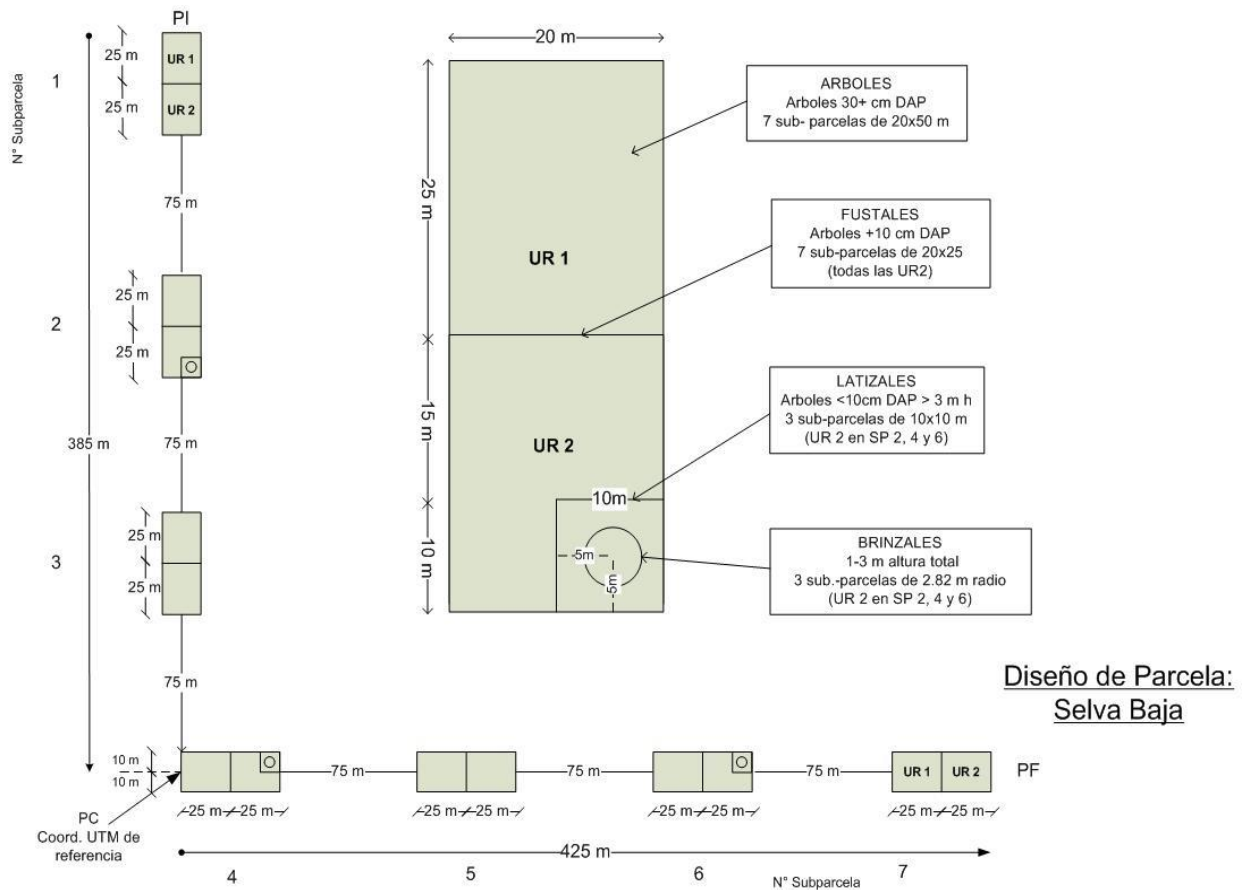 PI
25 m
25 m
UR 1
UR 2
1
N° Subparcela
75 m
25 m
25 m
2
75 m
385 m
25 m
25 m
3
75 m
10 m
10 m
PC
Coord. UTM de
referencia
20 m
25 m
UR 1
15 m
UR 2
10m
10 m
5m
5m
ARBOLES
Arboles 30+ cm DAP
7 sub- parcelas de 20x50 m
FUSTALES
Arboles +10 cm DAP
7 sub-parcelas de 20x25
(todas las UR2)
LATIZALES
Arboles <10cm DAP > 3 m h
3 sub-parcelas de 10x10 m
(UR 2 en SP 2, 4 y 6)
BRINZALES
1-3 m altura total
3 sub.-parcelas de 2.82 m radio
(UR 2 en SP 2, 4 y 6)
Diseño de Parcela:
Selva Baja
75 m
75 m
75 m
UR 1 UR 2
PF
25 m 25 m
25 m 25 m
25 m 25 m
25 m 25 m
425 m
4
5
6
7
N° Subparcela